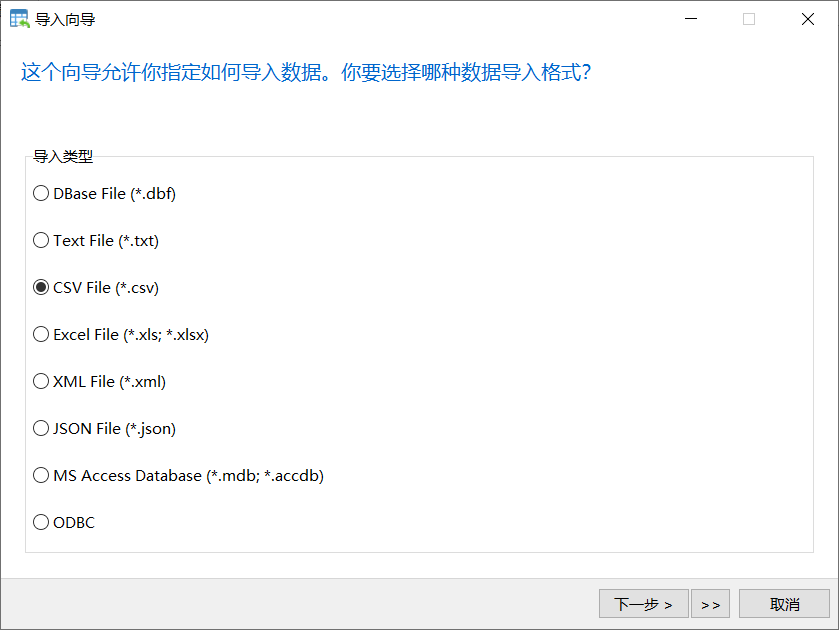 导入向导
这个向导允许你指定如何导入数据。你要选择哪种数据导入格式？
导入类型
DBase File (*.dbf)
Text File (*.txt)
CSV File (*.csv)
Excel File (*.xls; *.xlsx)
XML File (*.xml)
JSON File (*.json)
MS Access Database (*.mdb; *.accdb)
ODBC
下一步 > >> 取消